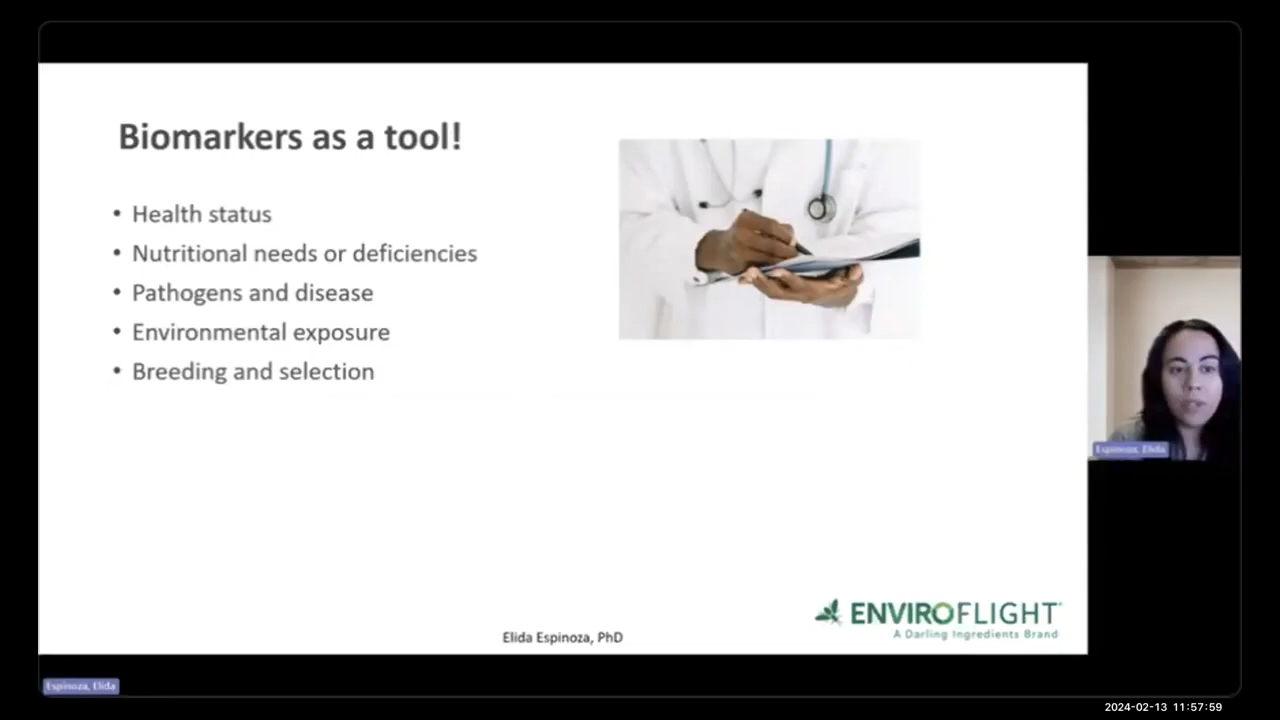 Biomarkers as a tool!
• Health status
• Nutritional needs or deficiencies
• Pathogens and disease
• Environmental exposure
• Breeding and selection
Espinoza, Elida
ENVIROFLIGHT
A Darling Ingredients Brand
Elida Espinoza, PhD
Espinoza, Elida
2024-02-13 11:57:59